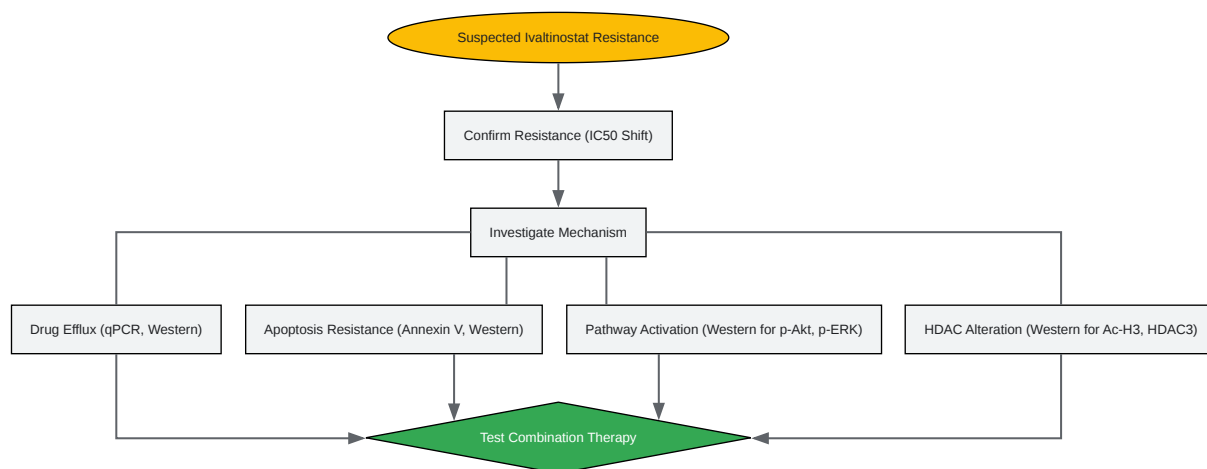 Suspected Ivaltinostat Resistance
Confirm Resistance (IC50 Shift)
Investigate Mechanism
Drug Efflux (qPCR, Western)
Apoptosis Resistance (Annexin V, Western)
Pathway Activation (Western for p-Akt, p-ERK)
HDAC Alteration (Western for Ac-H3, HDAC3)
Test Combination Therapy